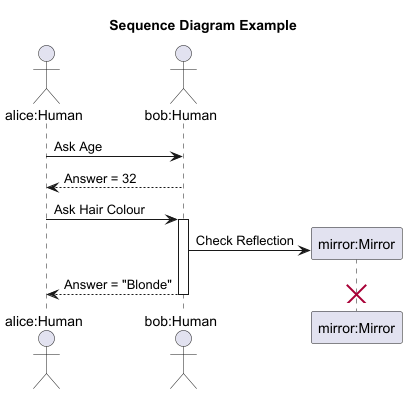 Sequence Diagram Example
alice:Human
bob:Human
Ask Age
Answer = 32
Ask Hair Colour
Check Reflection
mirror:Mirror
Answer = "Blonde"
alice:Human
bob:Human
mirror:Mirror